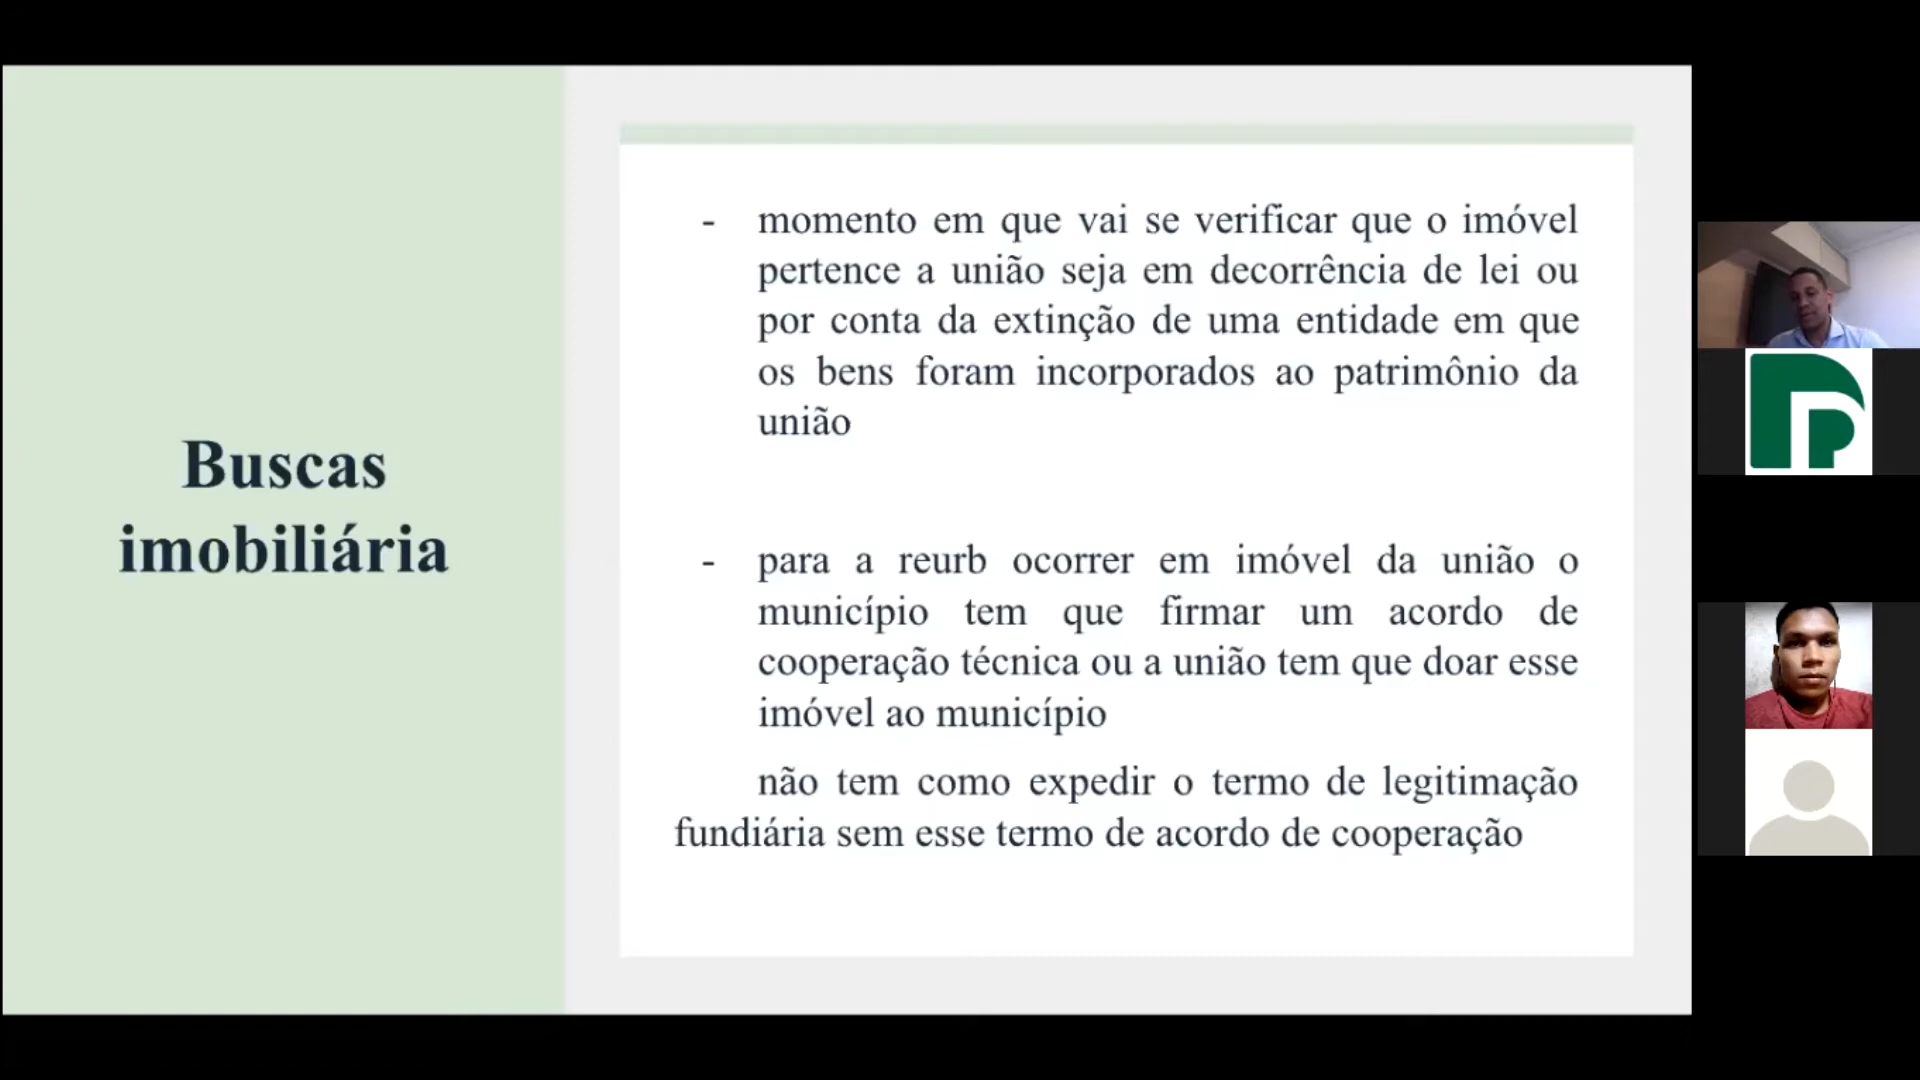 Buscas
imobiliária
- momento em que vai se verificar que o imóvel
pertence a união seja em decorrência de lei ou
por conta da extinção de uma entidade em que
os bens foram incorporados ao patrimônio da
união
- para a reurb ocorrer em imóvel da união o
município tem que firmar um acordo de
cooperação técnica ou a união tem que doar esse
imóvel ao município
não tem como expedir o termo de legitimação
fundiária sem esse termo de acordo de cooperação